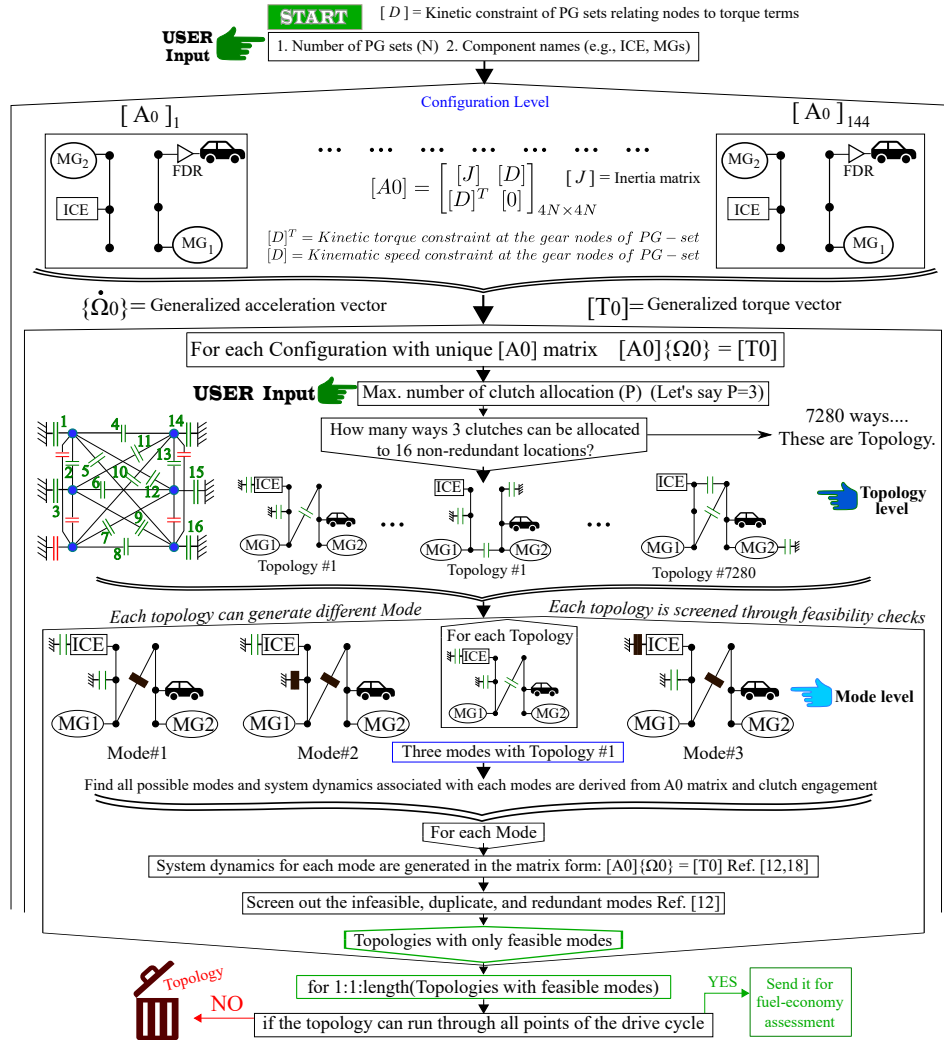 START
[ D ] = Kinetic constraint of PG sets relating nodes to torque terms
USER
Input
1. Number of PG sets (N) 2. Component names (e.g., ICE, MGs)
Configuration Level
[ A0 ]1
[ A0 ]144
MG2
FDR
ICE
MG1
... ... ... ... ... ... ...
[A0] = [ [J] [D] [D]^T [0] ] 4N×4N
[ J ] = Inertia matrix
MG2
FDR
ICE
MG1
[D]^T = Kinetic torque constraint at the gear nodes of PG − set
[D] = Kinematic speed constraint at the gear nodes of PG − set
{Ω̇0}= Generalized acceleration vector
[T0]= Generalized torque vector
For each Configuration with unique [A0] matrix [A0]{Ω0} = [T0]
USER Input
Max. number of clutch allocation (P) (Let's say P=3)
How many ways 3 clutches can be allocated
to 16 non-redundant locations?
7280 ways....
These are Topology.
1
4
14
11
2
5
10
13
6
12
15
3
7
9
16
8
ICE
MG1
MG2
Topology #1
...
ICE
MG1
MG2
Topology #1
...
ICE
MG1
MG2
Topology #7280
Topology
level
Each topology can generate different Mode
Each topology is screened through feasibility checks
ICE
MG1
MG2
Mode#1
ICE
MG1
MG2
Mode#2
For each Topology
ICE
MG1
MG2
Three modes with Topology #1
ICE
MG1
MG2
Mode#3
Mode level
Find all possible modes and system dynamics associated with each modes are derived from A0 matrix and clutch engagement
For each Mode
System dynamics for each mode are generated in the matrix form: [A0]{Ω0} = [T0] Ref. [12,18]
Screen out the infeasible, duplicate, and redundant modes Ref. [12]
Topologies with only feasible modes
for 1:1:length(Topologies with feasible modes)
if the topology can run through all points of the drive cycle
Topology
NO
YES
Send it for
fuel-economy
assessment